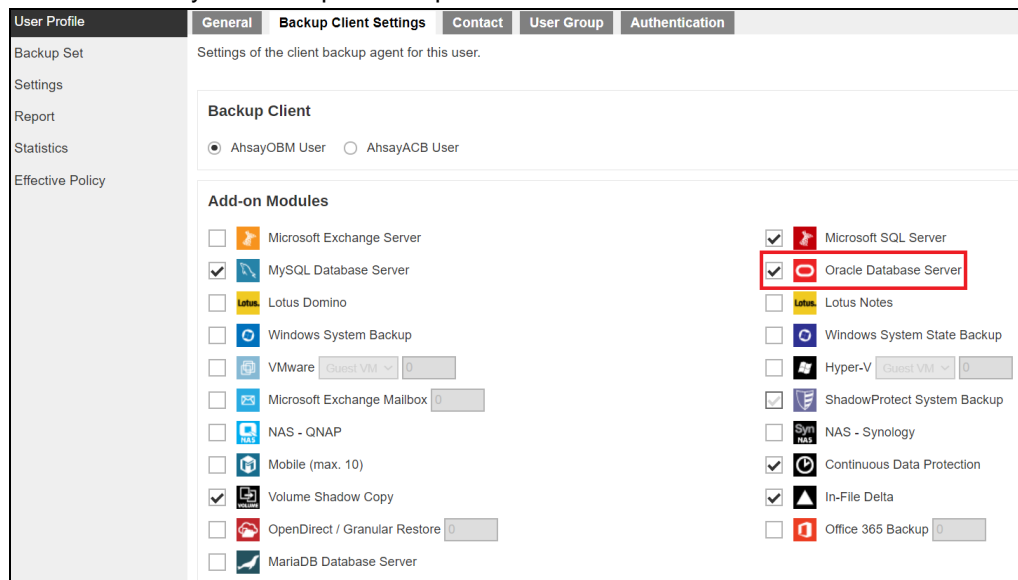 User Profile
Backup Set
Settings
Report
Statistics
Effective Policy
General Backup Client Settings Contact User Group Authentication
Settings of the client backup agent for this user.
Backup Client
AhsayOBM User AhsayACB User
Add-on Modules
Microsoft Exchange Server Microsoft SQL Server
MySQL Database Server Oracle Database Server
Lotus. Lotus Domino Lotus. Lotus Notes
Windows System Backup Windows System State Backup
VMware Guest VM 0 Hyper-V Guest VM 0
Microsoft Exchange Mailbox 0 ShadowProtect System Backup
NAS NAS - QNAP Syn NAS NAS - Synology
Mobile (max. 10) Continuous Data Protection
VOLUME Volume Shadow Copy In-File Delta
OpenDirect / Granular Restore 0 Office 365 Backup 0
MariaDB Database Server